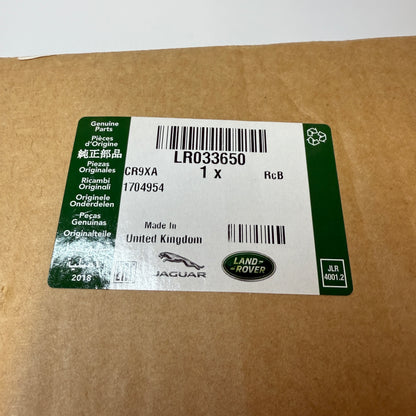 Genuine
Parts
Pièces
d'Origine
純正部品
Piezas
Originales
Ricambi
Originali
Originele
Onderdelen
Peças
Genuínas
Originalteile
2018
LR033650
CR9XA
1 x
RcB
1704954
Made In
United Kingdom
JAGUAR
LAND-
-ROVER
JLR
4001.2